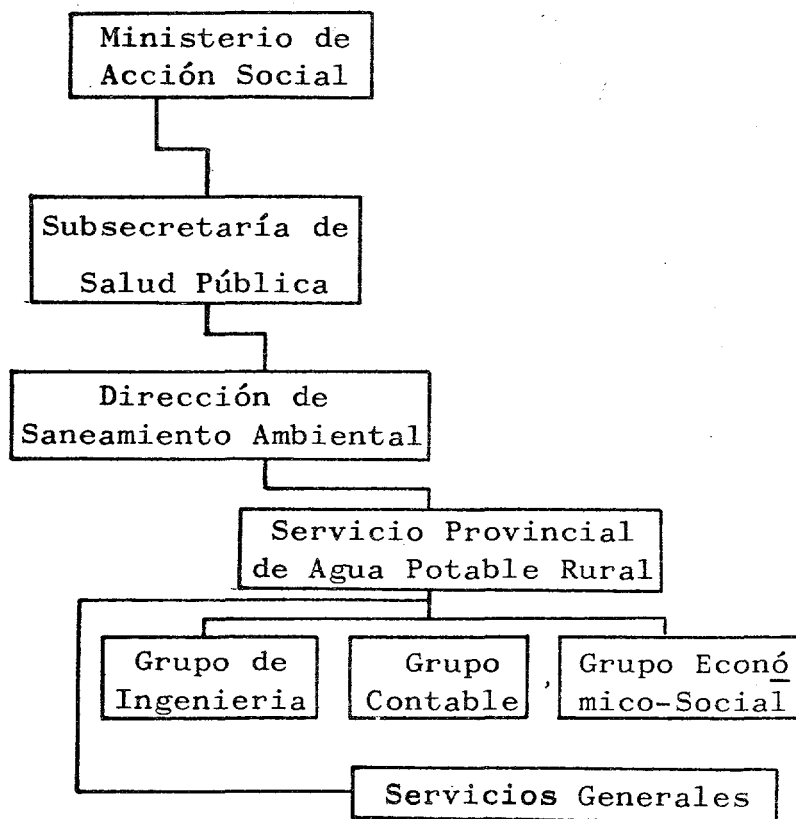 Ministerio de
Acción Social
Subsecretaría de
Salud Pública
Dirección de
Saneamiento Ambiental
Servicio Provincial
de Agua Potable Rural
Grupo de
Ingenieria
Grupo
Contable
Grupo Econó
mico-Social
Servicios Generales